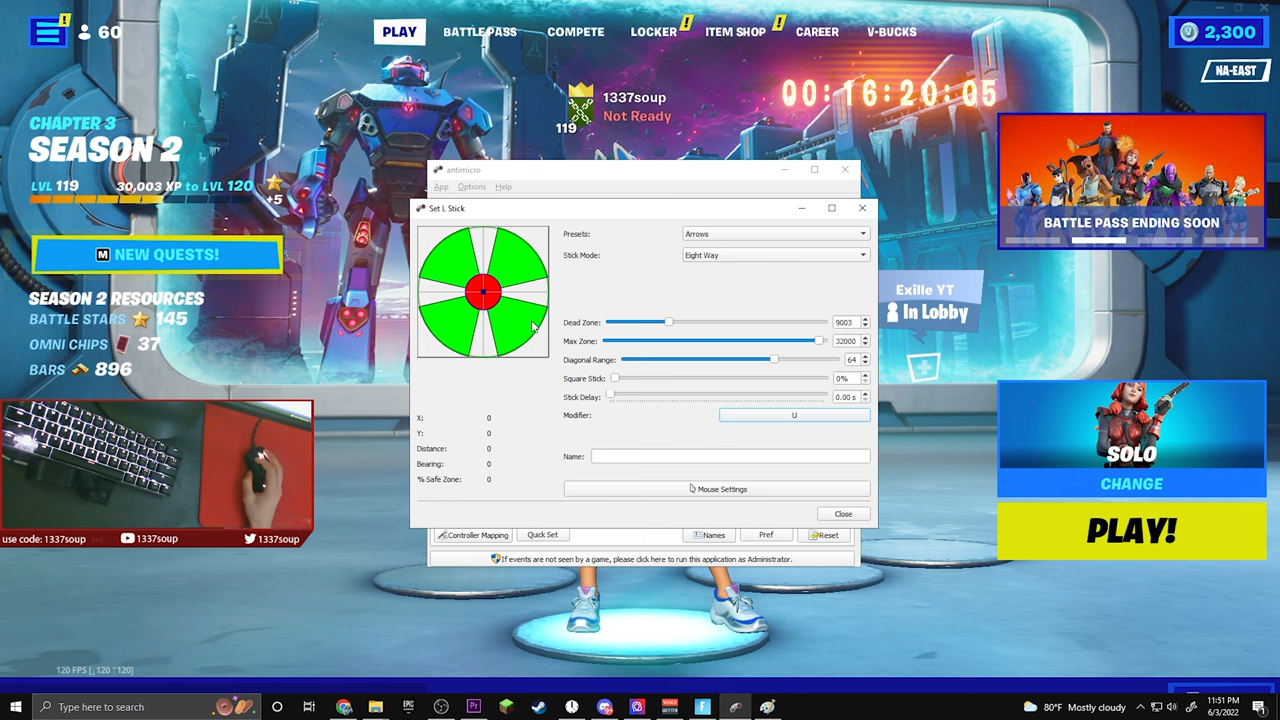 60
PLAY
BATTLE PASS
COMPETE
LOCKER
ITEM SHOP
CAREER
V-BUCKS
2,300
NA-EAST
1337soup
119
Not Ready
00:16:20:05
CHAPTER 3
SEASON 2
LVL 119 30,003 XP to LVL 120
+5
M NEW QUESTS!
SEASON 2 RESOURCES
BATTLE STARS 145
OMNI CHIPS 37
BARS 896
BATTLE PASS ENDING SOON
Exille YT
In Lobby
SOLO
CHANGE
PLAY!
antimicro
App Options Help
Set L Stick
Presets: Arrows
Stick Mode: Eight Way
Dead Zone: 9003
Max Zone: 32000
Diagonal Range: 64
Square Stick: 0%
Stick Delay: 0.00 s
Modifier: U
X: 0
Y: 0
Distance: 0
Bearing: 0
% Safe Zone: 0
Name:
Mouse Settings
Close
Controller Mapping Quick Set Names Pref Reset
If events are not seen by a game, please click here to run this application as Administrator.
use code: 1337soup 1337soup 1337soup
120 FPS [↓120 ↑120]
Type here to search
EPIC
Pr
80°F Mostly cloudy
11:51 PM
6/3/2022